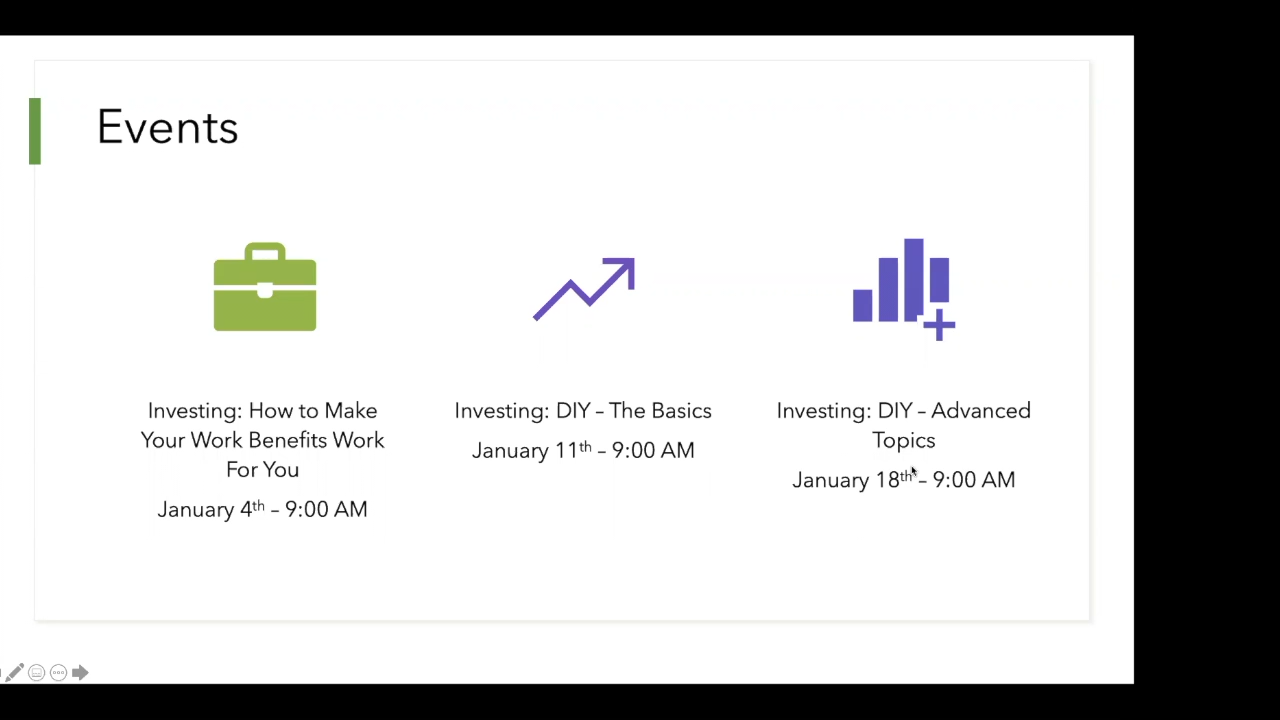 Events
Investing: How to Make
Your Work Benefits Work
For You
January 4th – 9:00 AM
Investing: DIY – The Basics
January 11th – 9:00 AM
Investing: DIY – Advanced
Topics
January 18th – 9:00 AM